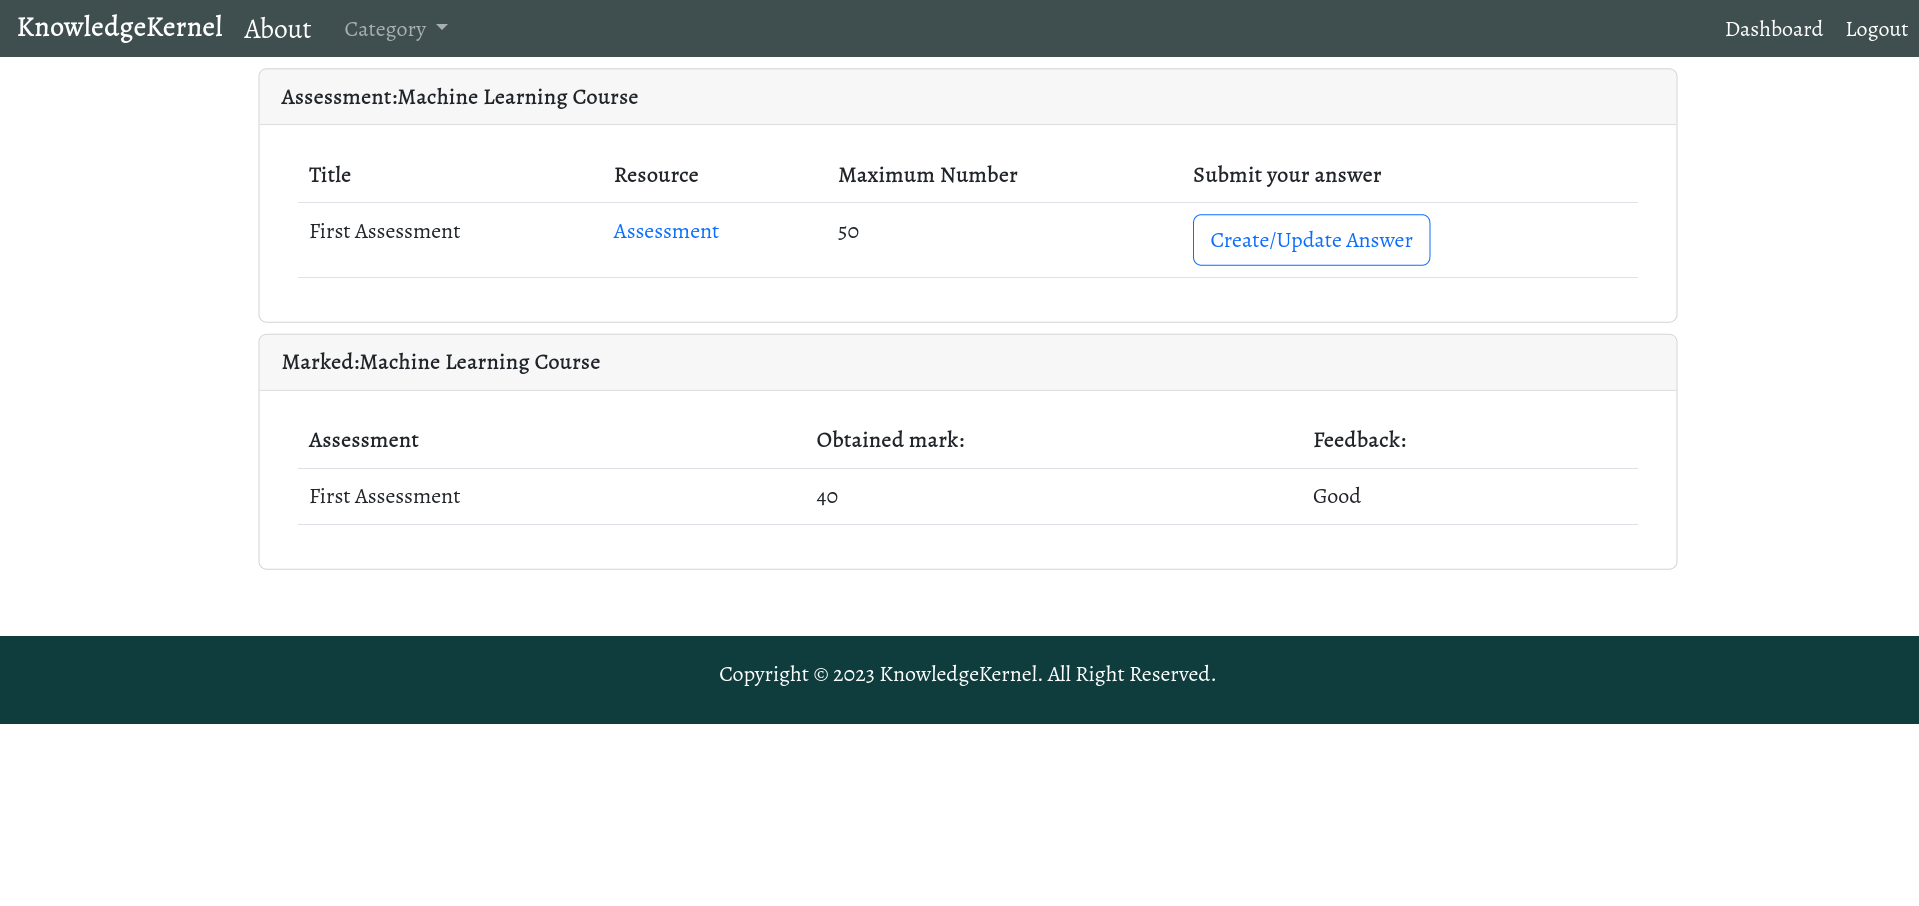 KnowledgeKernel About Category Dashboard Logout
Assessment:Machine Learning Course
Title Resource Maximum Number Submit your answer
First Assessment Assessment 50 Create/Update Answer
Marked:Machine Learning Course
Assessment Obtained mark: Feedback:
First Assessment 40 Good
Copyright © 2023 KnowledgeKernel. All Right Reserved.